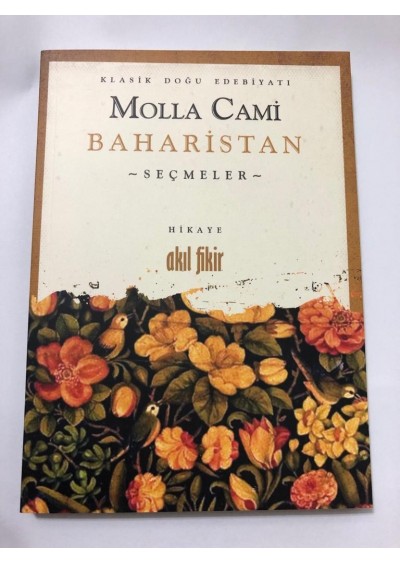 KLASİK DOĞU EDEBİYATI
MOLLA CAMİ
BAHARİSTAN
~SEÇMELER~
HİKAYE
akıl fikir